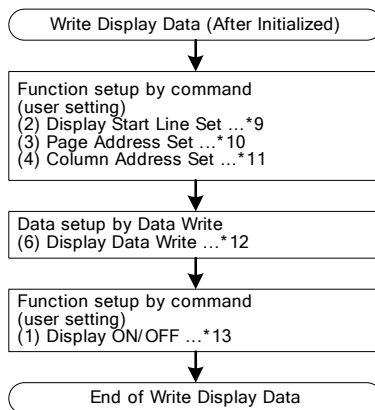 Write Display Data (After Initialized)
Function setup by command
(user setting)
(2) Display Start Line Set ...*9
(3) Page Address Set ...*10
(4) Column Address Set ...*11
Data setup by Data Write
(6) Display Data Write ...*12
Function setup by command
(user setting)
(1) Display ON/OFF ...*13
End of Write Display Data